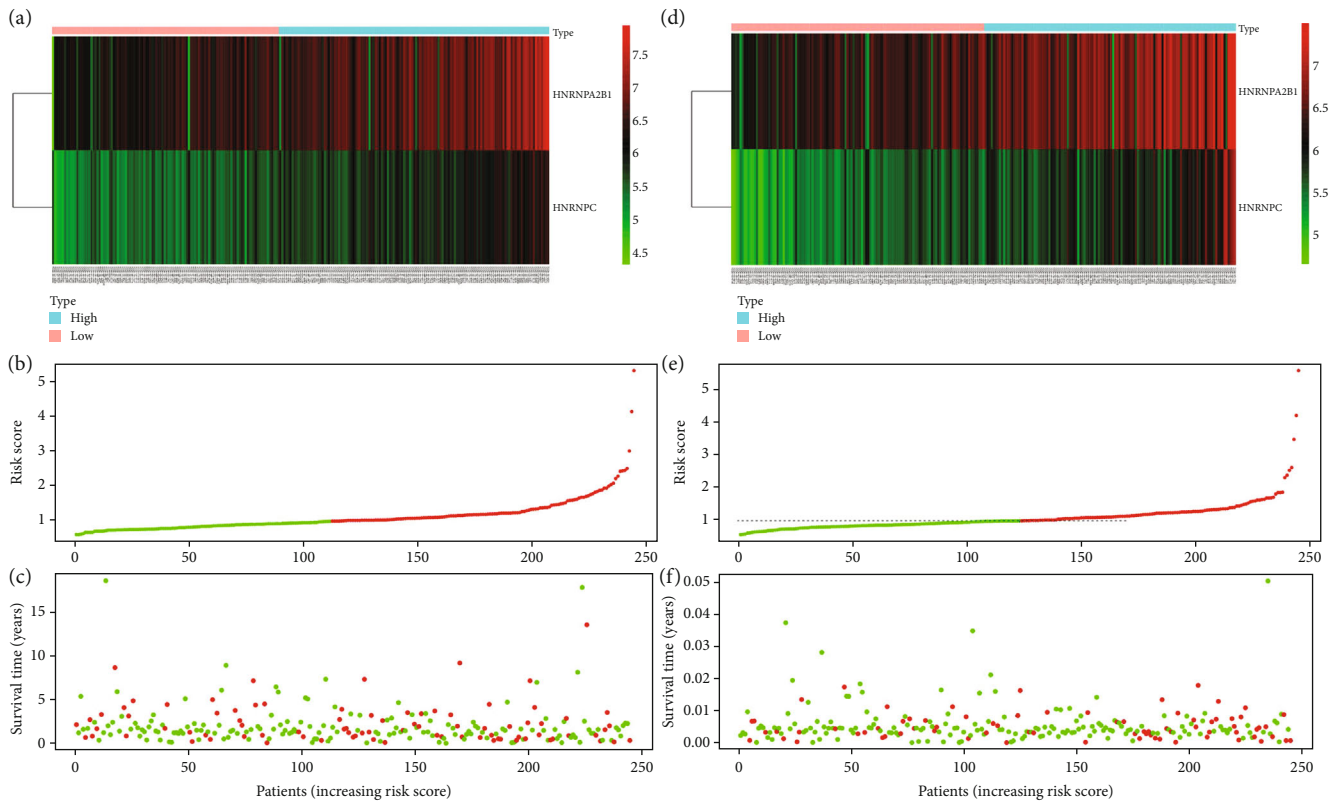 (a)
Type
HNRNPA2B1
HNRNPC
7.5
7
6.5
6
5.5
5
4.5
Type
High
Low
(d)
Type
HNRNPA2B1
HNRNPC
7
6
5
Type
High
Low
(b)
Risk score
5
4
3
2
1
0 50 100 150 200 250
(e)
Risk score
5
4
3
2
1
0 50 100 150 200 250
(c)
Survival time (years)
15
10
5
0
0 50 100 150 200 250
Patients (increasing risk score)
(f)
Survival time (years)
0.05
0.04
0.03
0.02
0.01
0.00
0 50 100 150 200 250
Patients (increasing risk score)